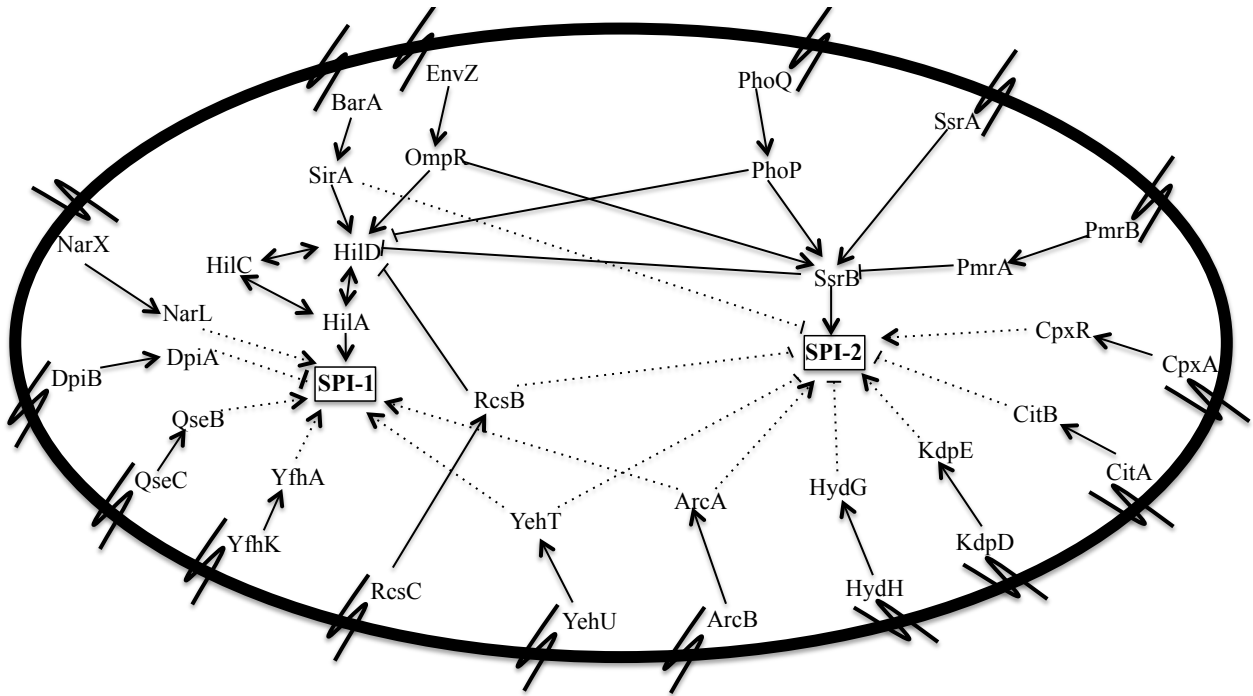 EnvZ
PhoQ
BarA
SsrA
OmpR
PhoP
SirA
PmrB
NarX
HilD
HilC
PmrA
SsrB
NarL
HilA
CpxR
DpiA
SPI-2
CpxA
DpiB
SPI-1
RcsB
QseB
CitB
KdpE
CitA
QseC
YfhA
HydG
ArcA
YehT
YfhK
KdpD
RcsC
HydH
YehU
ArcB